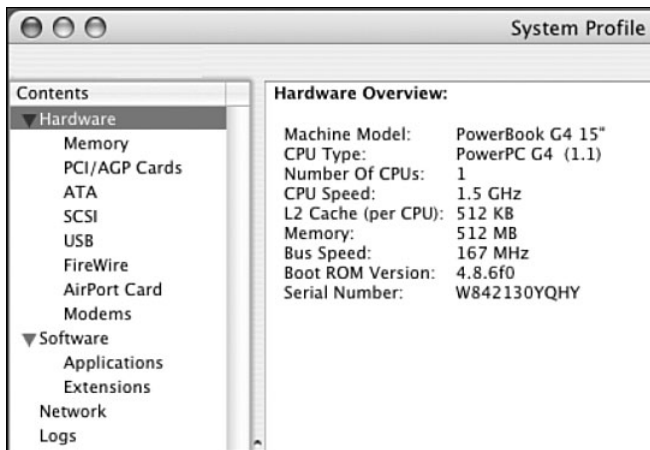 System Profile
Contents
Hardware
Memory
PCI/AGP Cards
ATA
SCSI
USB
FireWire
AirPort Card
Modems
Software
Applications
Extensions
Network
Logs
Hardware Overview:
Machine Model: PowerBook G4 15"
CPU Type: PowerPC G4 (1.1)
Number Of CPUs: 1
CPU Speed: 1.5 GHz
L2 Cache (per CPU): 512 KB
Memory: 512 MB
Bus Speed: 167 MHz
Boot ROM Version: 4.8.6f0
Serial Number: W842130YQHY